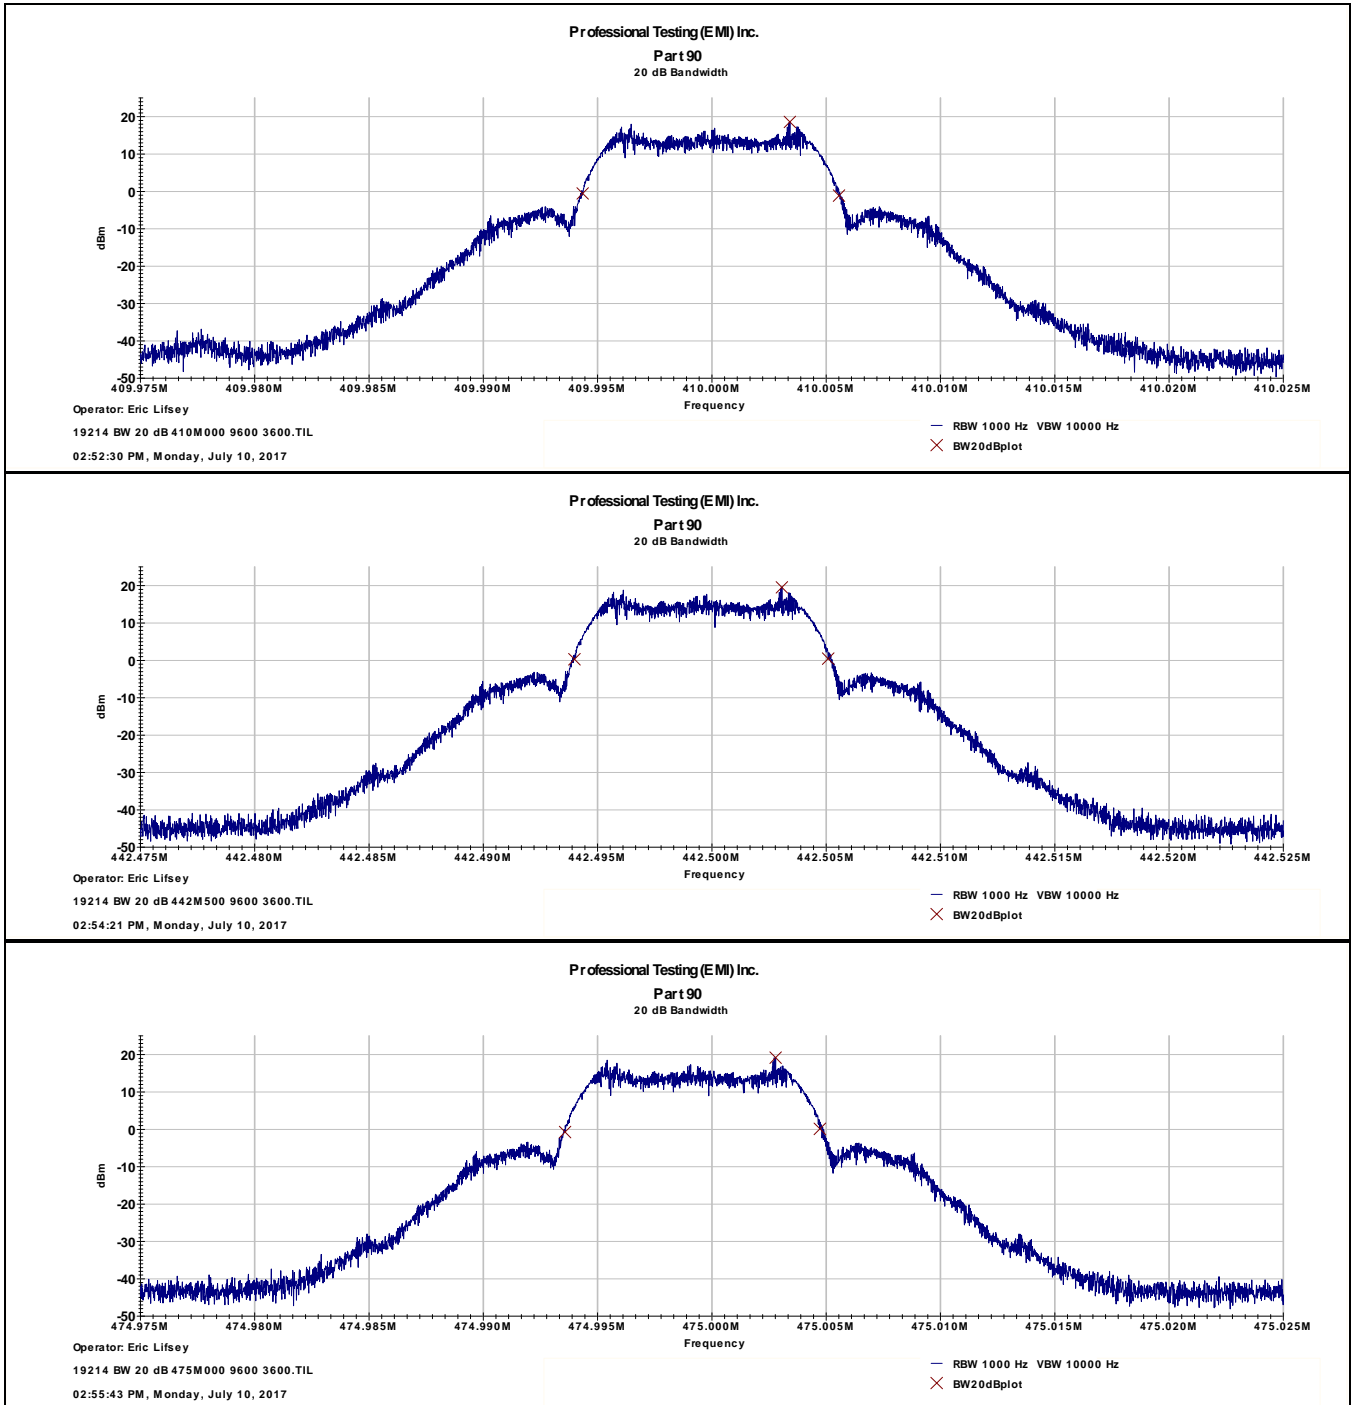 Professional Testing (EMI) Inc.
Part 90
20 dB Bandwidth
20
10
0
-10
-20
-30
-40
-50
dBm
409.975M 409.980M 409.985M 409.990M 409.995M 410.000M 410.005M 410.010M 410.015M 410.020M 410.025M
Frequency
Operator: Eric Lifsey
19214 BW 20 dB 410M000 9600 3600.TIL
02:52:30 PM, Monday, July 10, 2017
RBW 1000 Hz VBW 10000 Hz
BW20dBplot
Professional Testing (EMI) Inc.
Part 90
20 dB Bandwidth
20
10
0
-10
-20
-30
-40
-50
dBm
442.475M 442.480M 442.485M 442.490M 442.495M 442.500M 442.505M 442.510M 442.515M 442.520M 442.525M
Frequency
Operator: Eric Lifsey
19214 BW 20 dB 442M500 9600 3600.TIL
02:54:21 PM, Monday, July 10, 2017
RBW 1000 Hz VBW 10000 Hz
BW20dBplot
Professional Testing (EMI) Inc.
Part 90
20 dB Bandwidth
20
10
0
-10
-20
-30
-40
-50
dBm
474.975M 474.980M 474.985M 474.990M 474.995M 475.000M 475.005M 475.010M 475.015M 475.020M 475.025M
Frequency
Operator: Eric Lifsey
19214 BW 20 dB 475M000 9600 3600.TIL
02:55:43 PM, Monday, July 10, 2017
RBW 1000 Hz VBW 10000 Hz
BW20dBplot